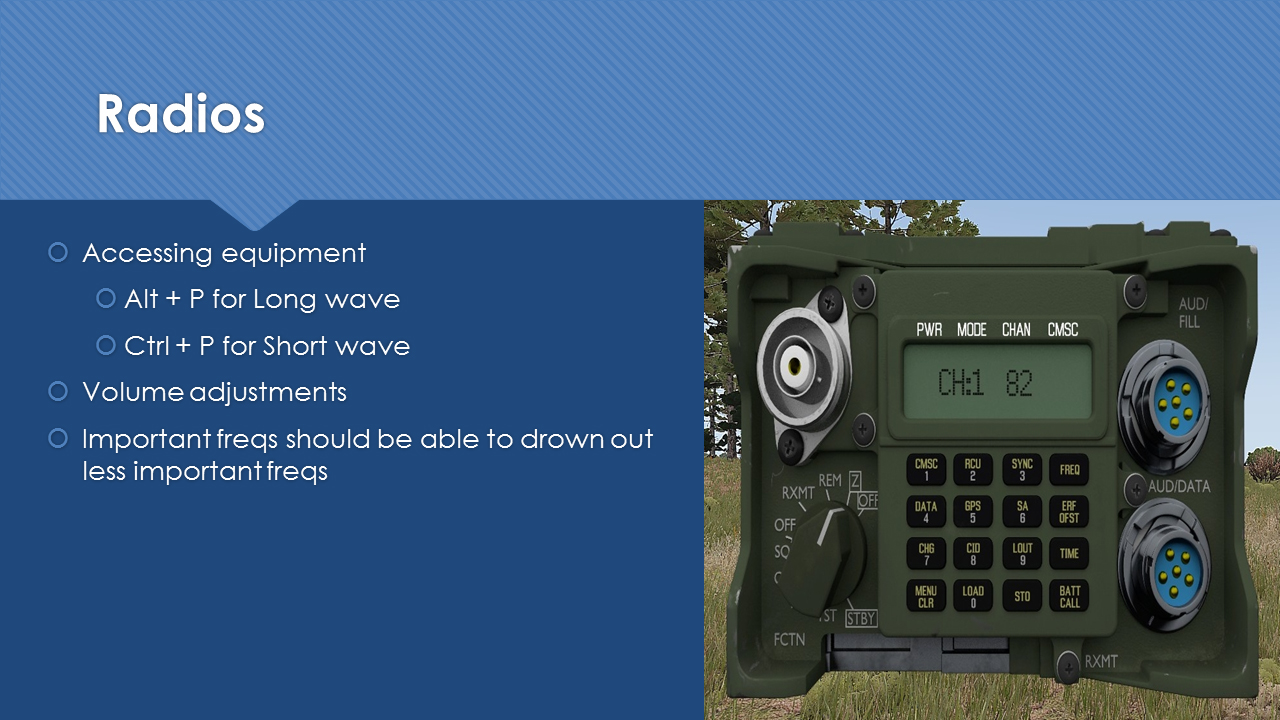 Radios
Accessing equipment
Alt + P for Long wave
Ctrl + P for Short wave
Volume adjustments
Important freqs should be able to drown out
less important freqs
PWR MODE CHAN CMSC
CH:1 82
AUD/
FILL
CMSC
1
RCU
2
SYNC
3
FREQ
DATA
4
GPS
5
SA
6
ERF
OFST
CHG
7
CID
8
LOUT
9
TIME
MENU
CLR
LOAD
0
STO
BATT
CALL
REM
Z
RXMT
OFF
OFF
STBY
FCTN
AUD/DATA
RXMT